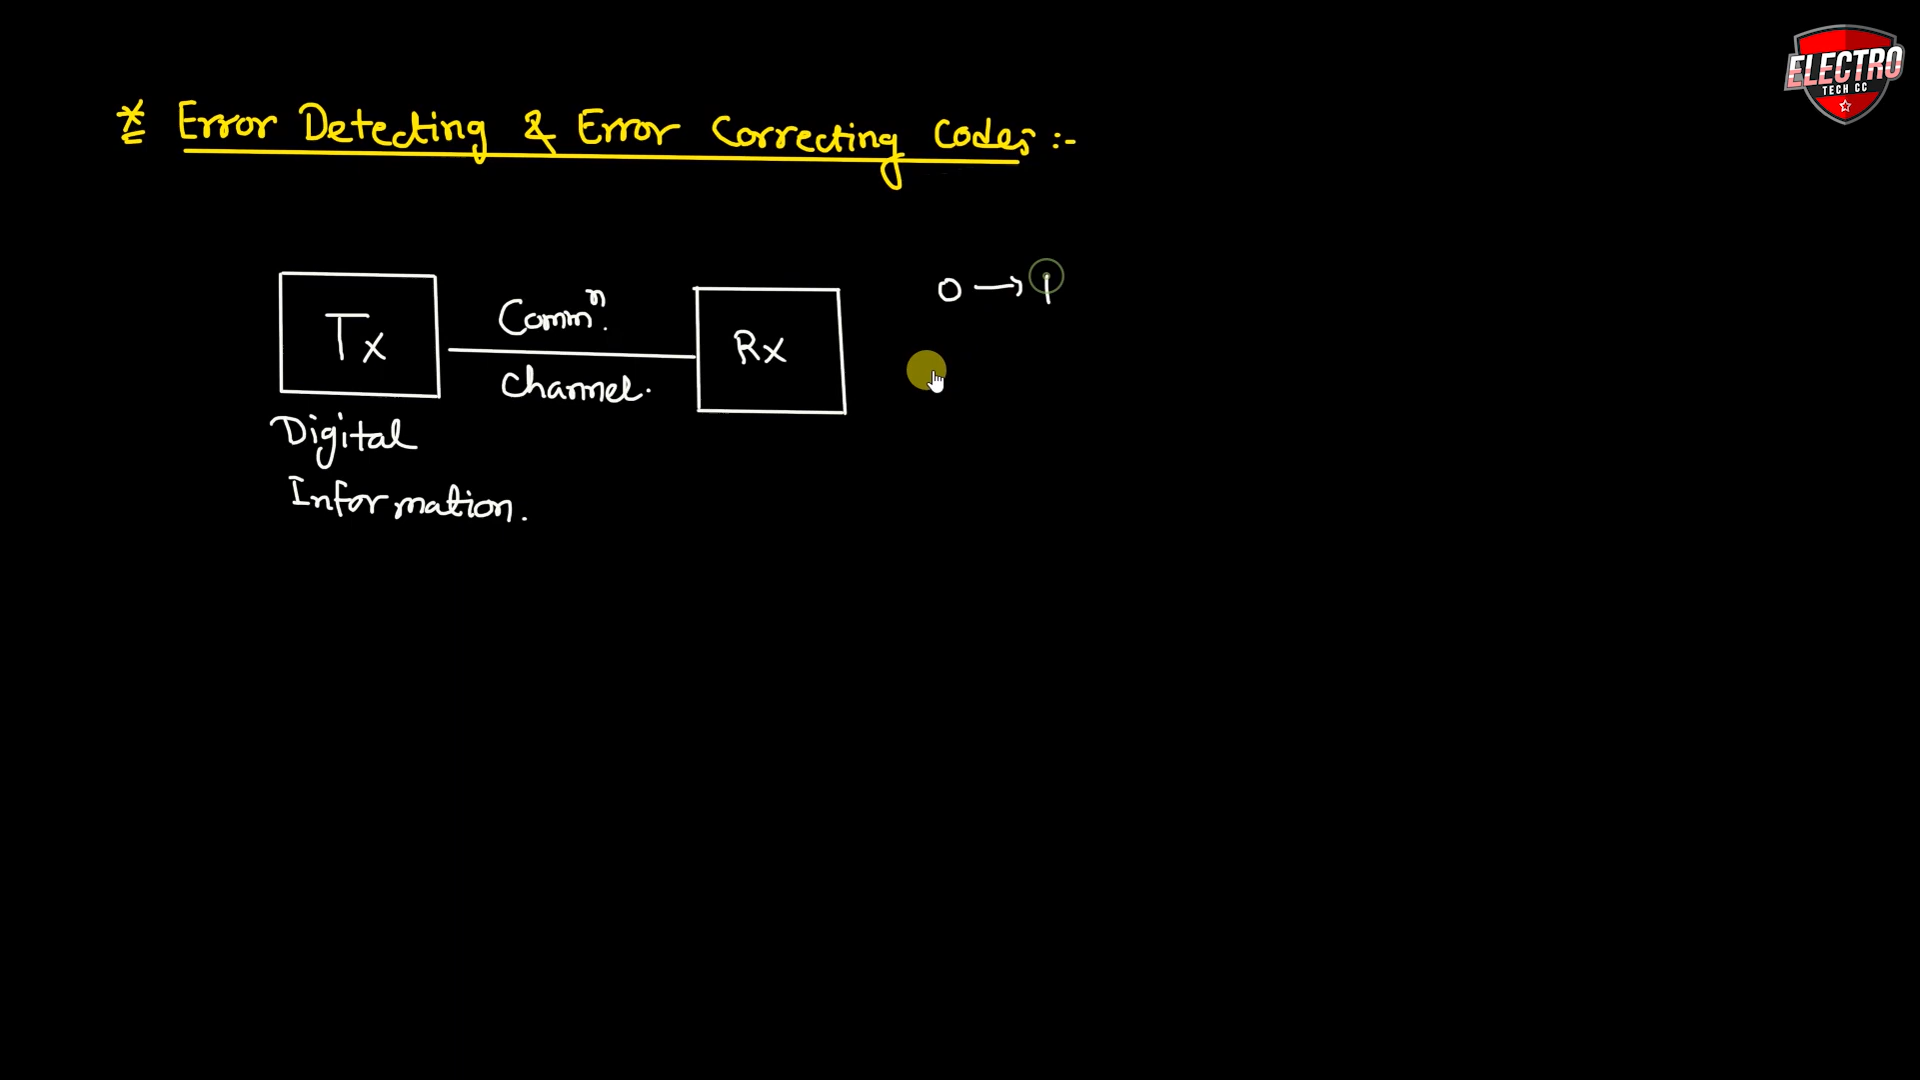 * Error Detecting & Error Correcting Codes :-
ELECTRO
TECH CC
Tx
Commⁿ.
Channel.
Rx
0 → 1
Digital
Information.